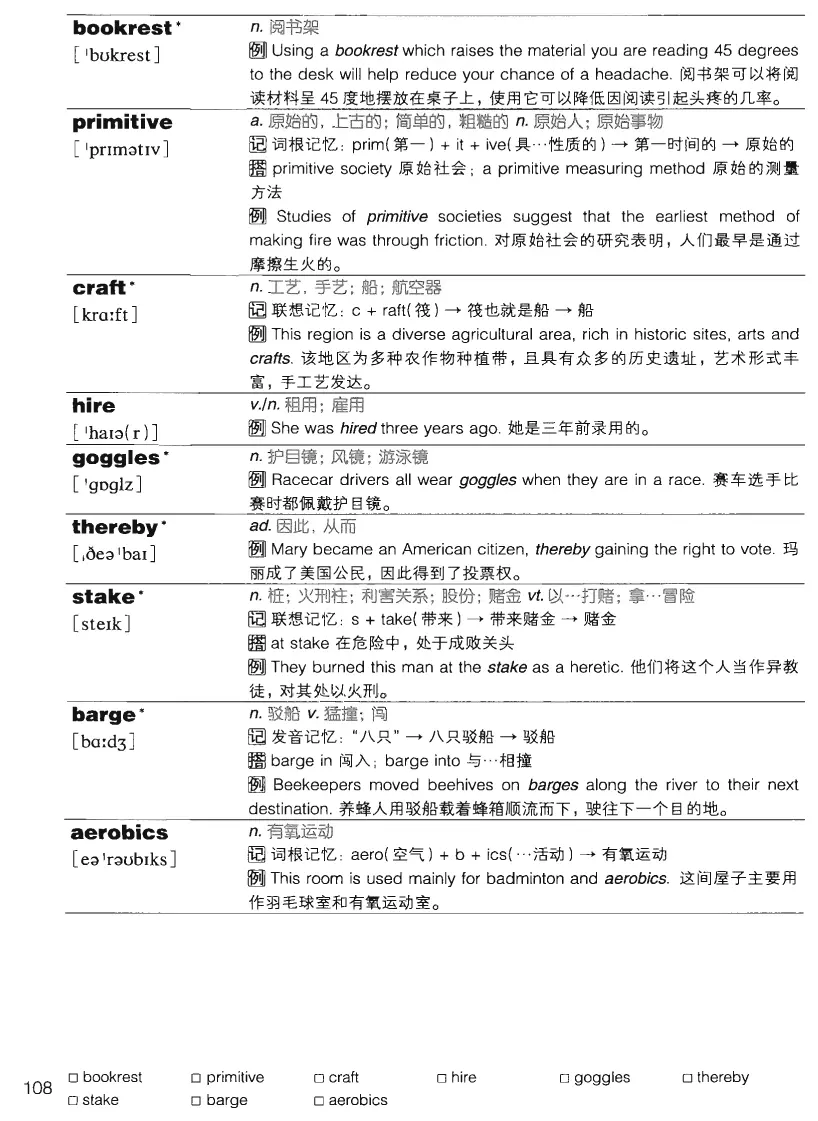 bookrest* n. 阅书架
[ˈbʊkrest] 例 Using a bookrest which raises the material you are reading 45 degrees
to the desk will help reduce your chance of a headache. 阅书架可以将阅
读材料呈 45 度地摆放在桌子上，使用它可以降低因阅读引起头疼的几率。
primitive a. 原始的，上古的；简单的，粗糙的 n. 原始人；原始事物
[ˈprɪmətɪv] 记 词根记忆：prim(第一) + it + ive(具…性质的) → 第一时间的 → 原始的
搭 primitive society 原始社会；a primitive measuring method 原始的测量
方法
例 Studies of primitive societies suggest that the earliest method of
making fire was through friction. 对原始社会的研究表明，人们最早是通过
摩擦生火的。
craft* n. 工艺，手艺；船；航空器
[krɑːft] 记 联想记忆：c + raft(筏) → 筏也就是船 → 船
例 This region is a diverse agricultural area, rich in historic sites, arts and
crafts. 该地区为多种农作物种植带，且具有众多的历史遗址，艺术形式丰
富，手工艺发达。
hire v./n. 租用；雇用
[ˈhaɪə(r)] 例 She was hired three years ago. 她是三年前录用的。
goggles* n. 护目镜；风镜；游泳镜
[ˈgɒglz] 例 Racecar drivers all wear goggles when they are in a race. 赛车选手比
赛时都佩戴护目镜。
thereby* ad. 因此，从而
[ˌðeəˈbaɪ] 例 Mary became an American citizen, thereby gaining the right to vote. 玛
丽成了美国公民，因此得到了投票权。
stake* n. 桩；火刑柱；利害关系；股份；赌金 vt. 以…打赌；拿…冒险
[steɪk] 记 联想记忆：s + take(带来) → 带来赌金 → 赌金
搭 at stake 在危险中，处于成败关头
例 They burned this man at the stake as a heretic. 他们将这个人当作异教
徒，对其处以火刑。
barge* n. 驳船 v. 猛撞；闯
[bɑːdʒ] 记 发音记忆：“八只” → 八只驳船 → 驳船
搭 barge in 闯入；barge into 与…相撞
例 Beekeepers moved beehives on barges along the river to their next
destination. 养蜂人用驳船载着蜂箱顺流而下，驶往下一个目的地。
aerobics n. 有氧运动
[eəˈrəʊbɪks] 记 词根记忆：aero(空气) + b + ics(…活动) → 有氧运动
例 This room is used mainly for badminton and aerobics. 这间屋子主要用
作羽毛球室和有氧运动室。
108 □ bookrest □ primitive □ craft □ hire □ goggles □ thereby
□ stake □ barge □ aerobics